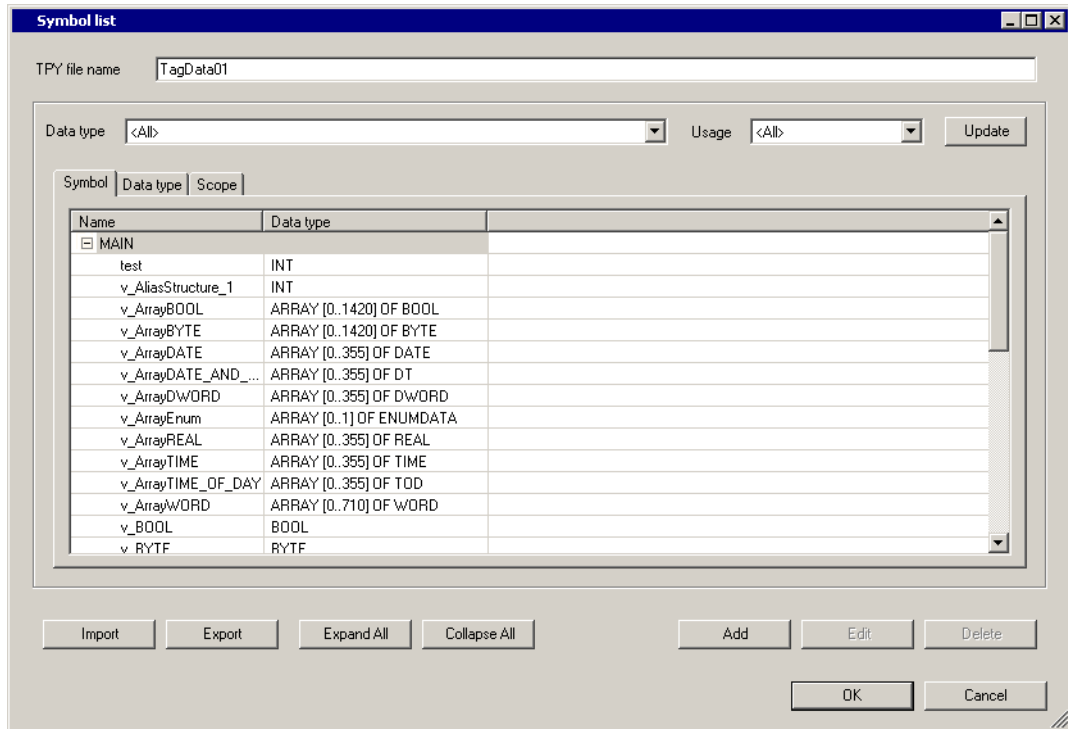 Symbol list
TPY file name TagData01
Data type <All> Usage <All> Update
Symbol Data type Scope
Name Data type
MAIN
test INT
v_AliasStructure_1 INT
v_ArrayBOOL ARRAY [0..1420] OF BOOL
v_ArrayBYTE ARRAY [0..1420] OF BYTE
v_ArrayDATE ARRAY [0..355] OF DATE
v_ArrayDATE_AND_... ARRAY [0..355] OF DT
v_ArrayDWORD ARRAY [0..355] OF DWORD
v_ArrayEnum ARRAY [0..1] OF ENUMDATA
v_ArrayREAL ARRAY [0..355] OF REAL
v_ArrayTIME ARRAY [0..355] OF TIME
v_ArrayTIME_OF_DAY ARRAY [0..355] OF TOD
v_ArrayWORD ARRAY [0..710] OF WORD
v_BOOL BOOL
v_BYTE BYTE
Import Export Expand All Collapse All Add Edit Delete
OK Cancel